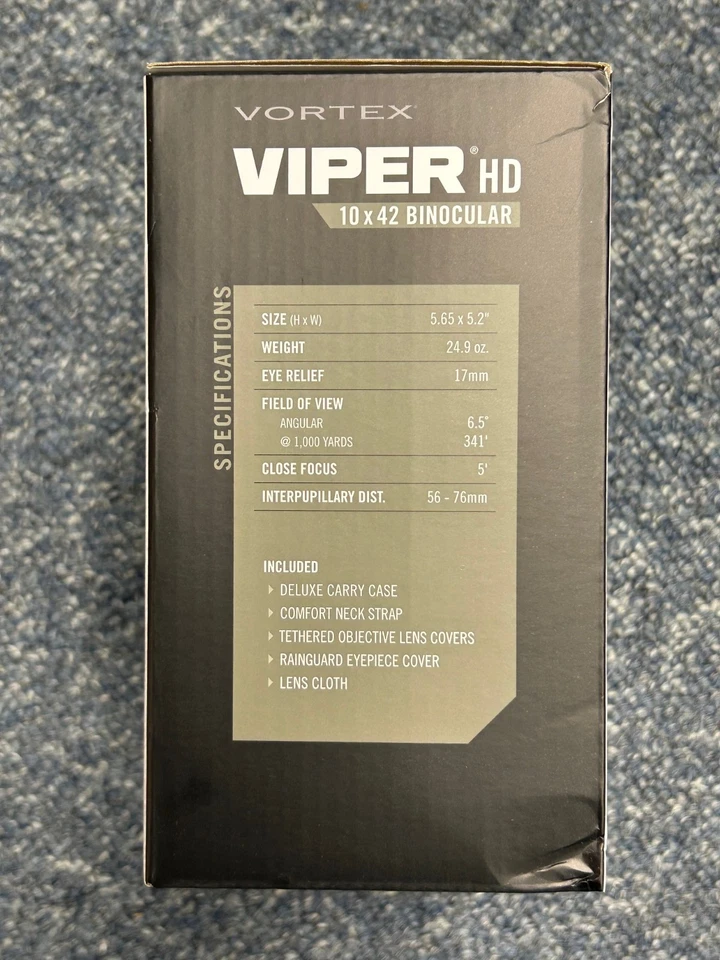 VORTEX
VIPER® HD
10 x 42 BINOCULAR
SPECIFICATIONS
SIZE (H x W) 5.65 x 5.2"
WEIGHT 24.9 oz.
EYE RELIEF 17mm
FIELD OF VIEW
ANGULAR 6.5°
@ 1,000 YARDS 341'
CLOSE FOCUS 5'
INTERPUPILLARY DIST. 56 - 76mm
INCLUDED
DELUXE CARRY CASE
COMFORT NECK STRAP
TETHERED OBJECTIVE LENS COVERS
RAINGUARD EYEPIECE COVER
LENS CLOTH